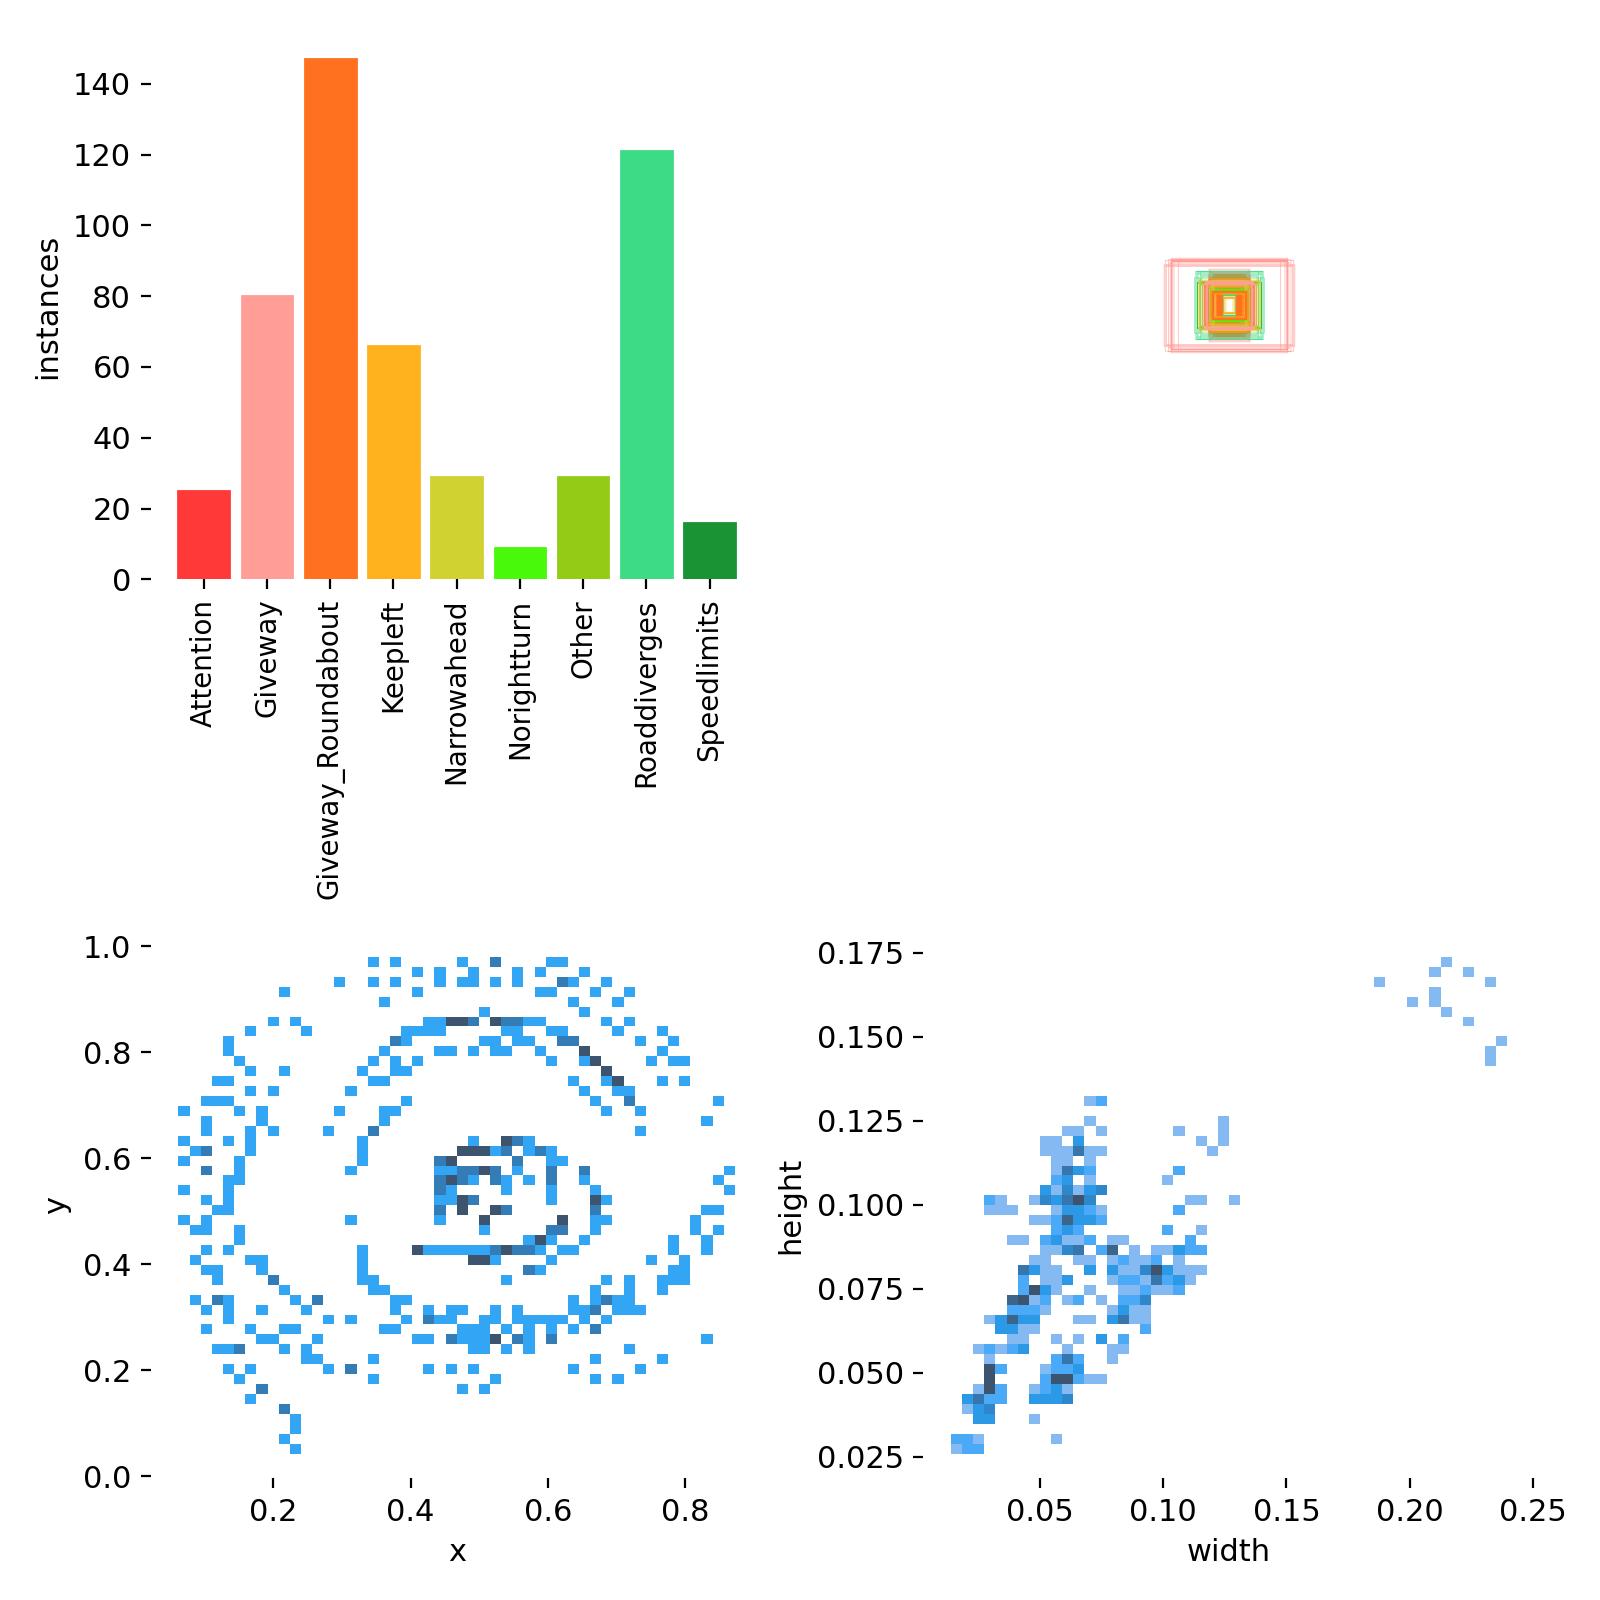 140
120
100
80
60
40
20
0
instances
Attention
Giveway
Giveway_Roundabout
Keepleft
Narrowahead
Norightturn
Other
Roaddiverges
Speedlimits
1.0
0.8
0.6
0.4
0.2
0.0
y
0.2 0.4 0.6 0.8
x
0.175
0.150
0.125
0.100
0.075
0.050
0.025
height
0.05 0.10 0.15 0.20 0.25
width